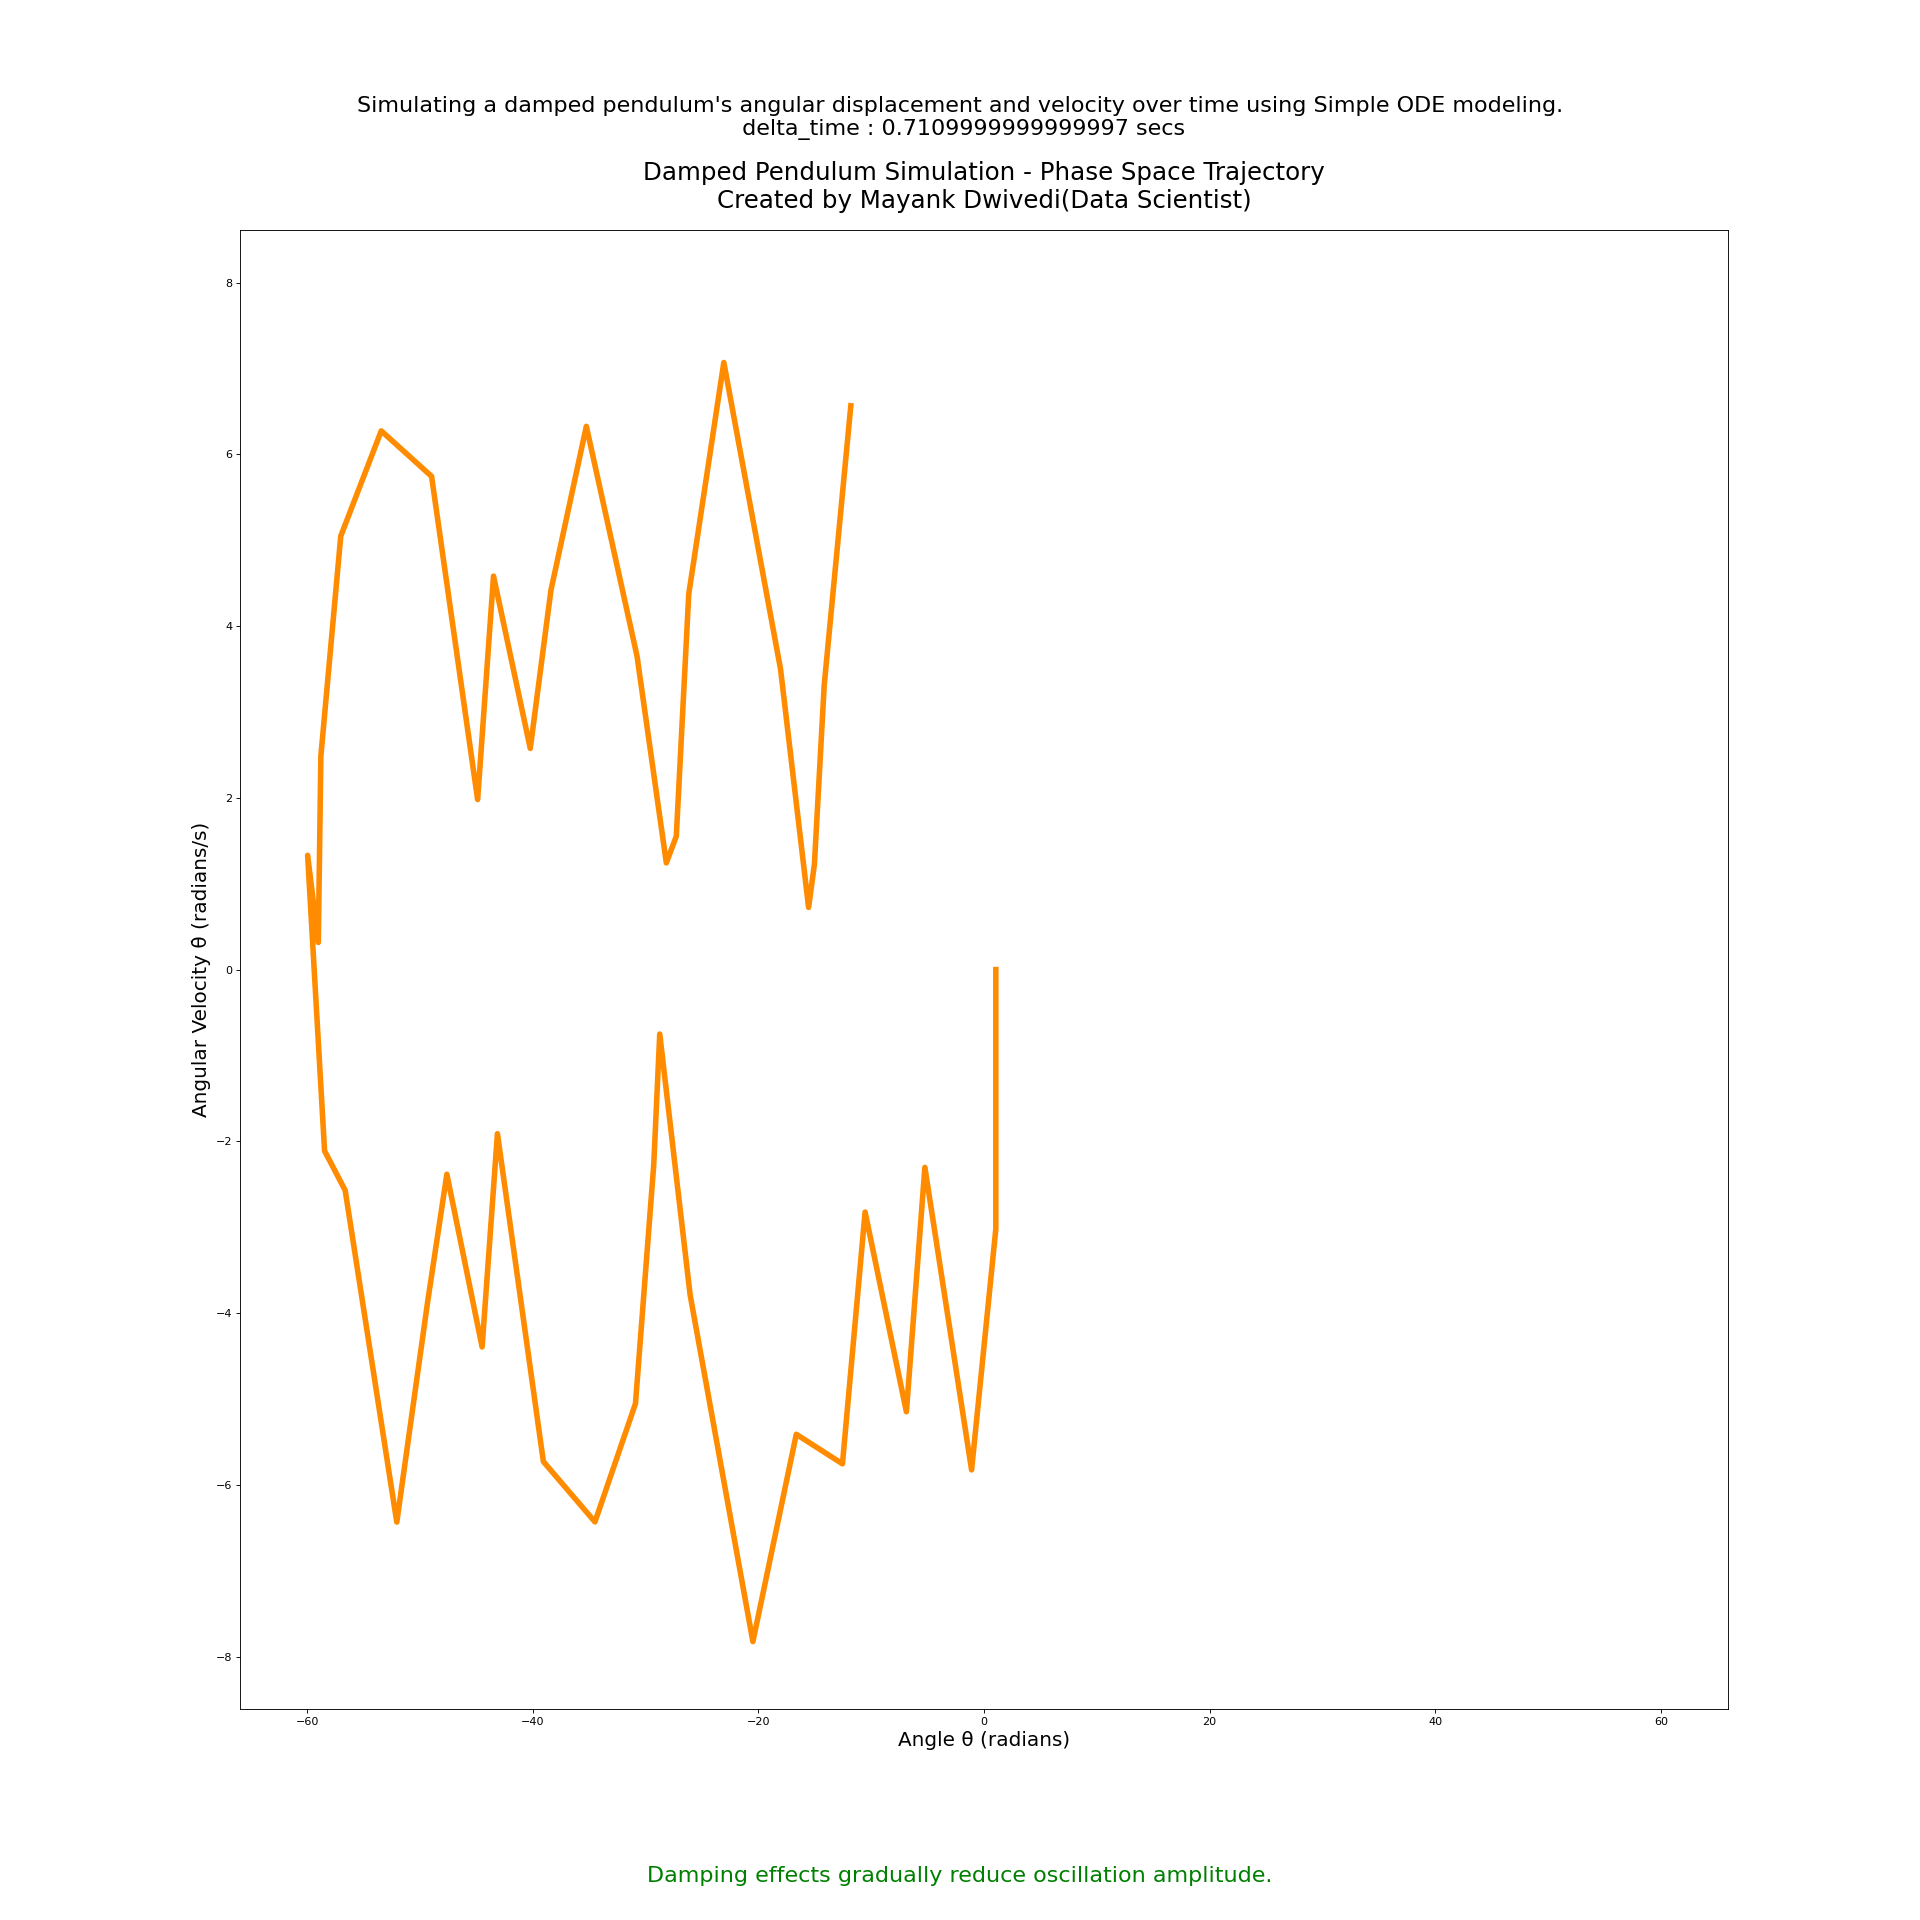 Simulating a damped pendulum's angular displacement and velocity over time using Simple ODE modeling.
delta_time : 0.7109999999999997 secs
Damped Pendulum Simulation - Phase Space Trajectory
Created by Mayank Dwivedi(Data Scientist)
8
6
4
2
0
−2
−4
−6
−8
Angular Velocity θ (radians/s)
−60
−40
−20
0
20
40
60
Angle θ (radians)
Damping effects gradually reduce oscillation amplitude.